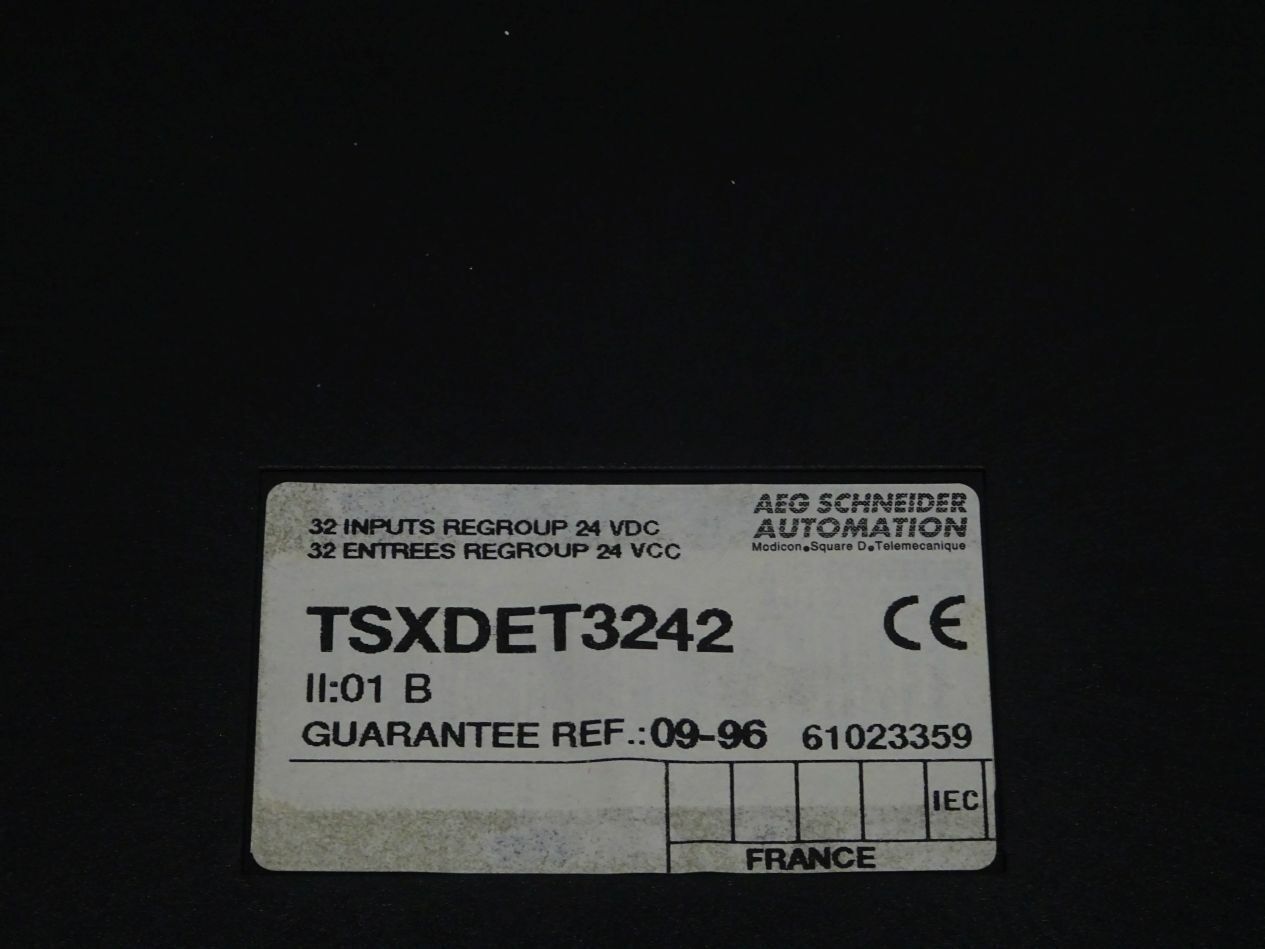 32 INPUTS REGROUP 24 VDC
32 ENTREES REGROUP 24 VCC
AEG SCHNEIDER
AUTOMATION
Modicon●Square D●Telemecanique
TSXDET3242
CE
II:01 B
GUARANTEE REF.:09-96 61023359
IEC
FRANCE